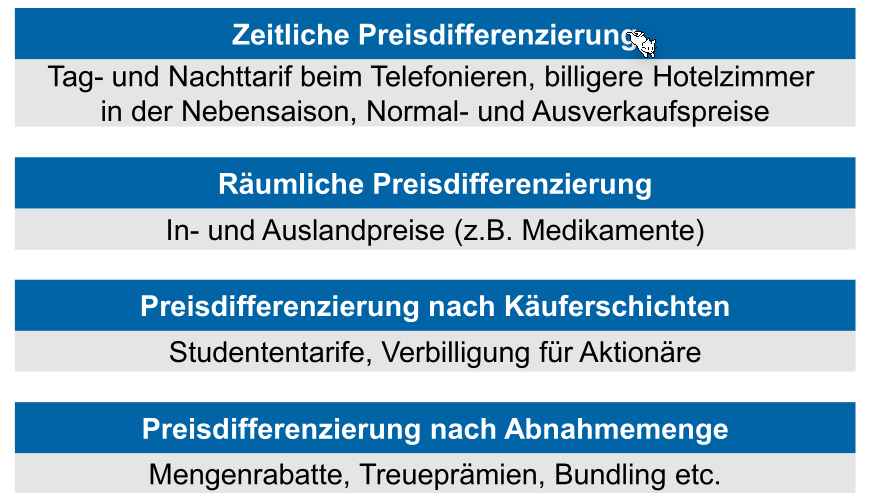 Zeitliche Preisdifferenzierung
Tag- und Nachttarif beim Telefonieren, billigere Hotelzimmer
in der Nebensaison, Normal- und Ausverkaufspreise
Räumliche Preisdifferenzierung
In- und Auslandpreise (z.B. Medikamente)
Preisdifferenzierung nach Käuferschichten
Studententarife, Verbilligung für Aktionäre
Preisdifferenzierung nach Abnahmemenge
Mengenrabatte, Treueprämien, Bundling etc.